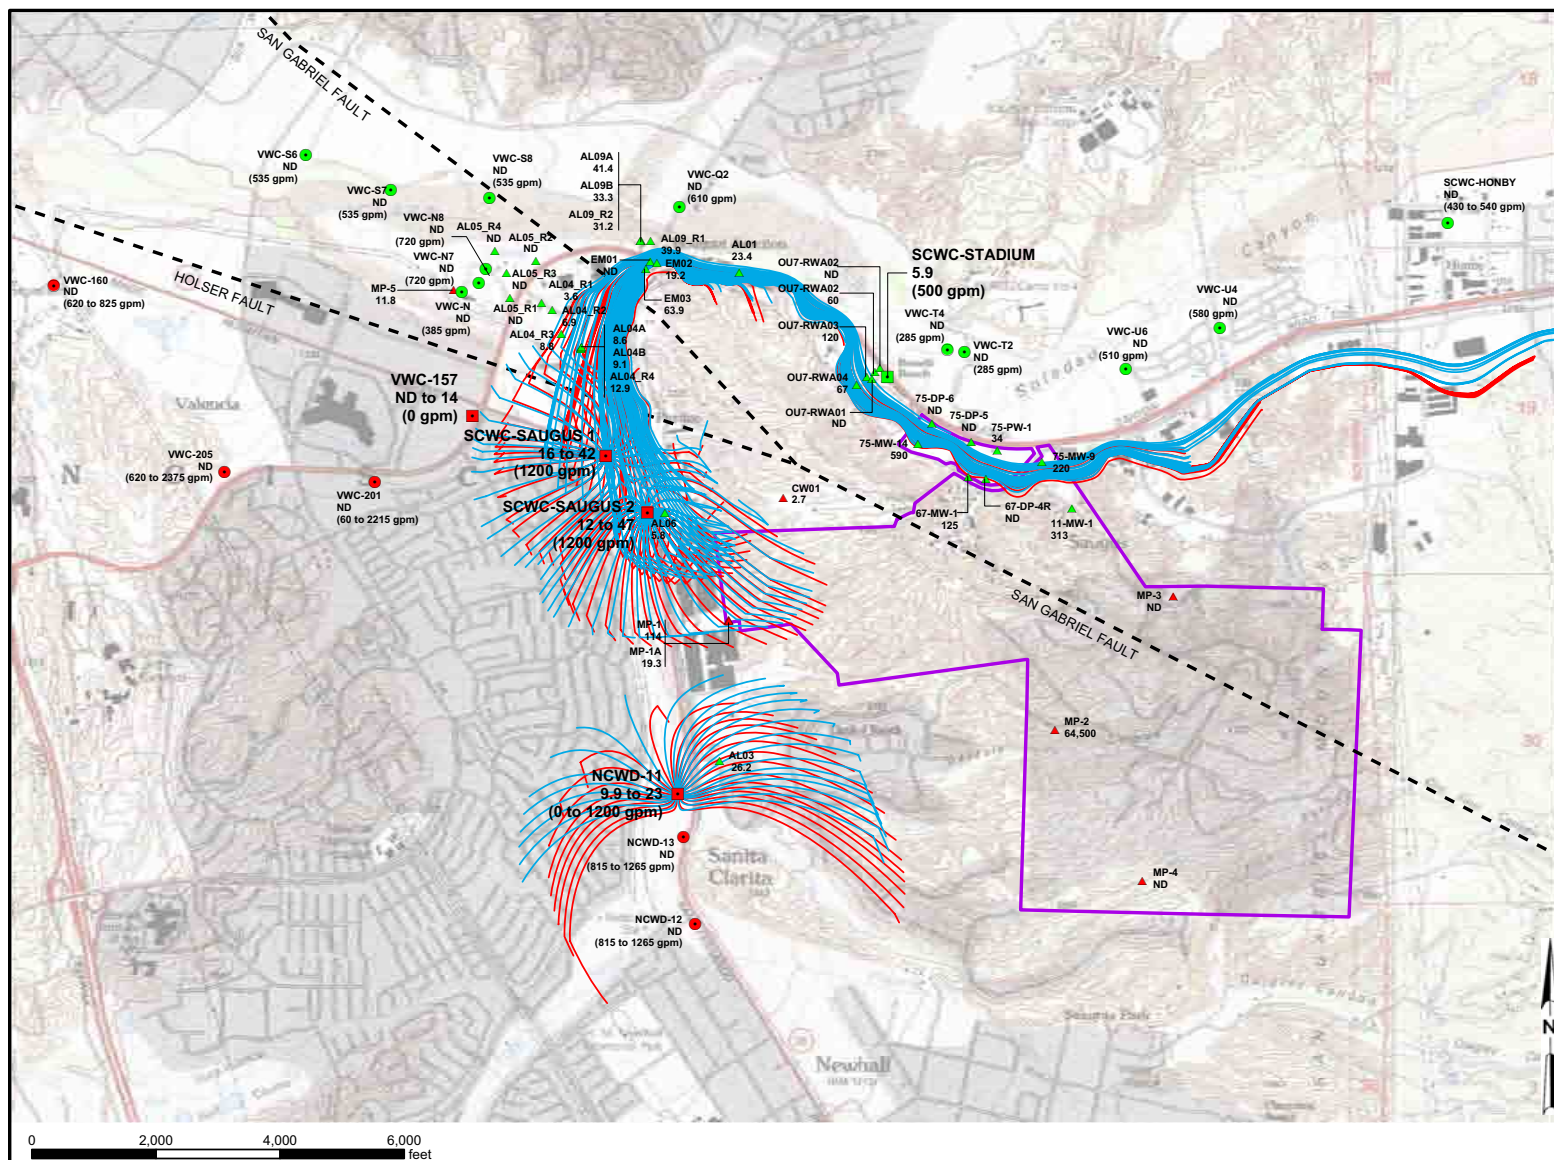 SAN GABRIEL FAULT
VWC-S6
ND
(535 gpm)
VWC-S7
ND
(535 gpm)
VWC-S8
ND
(535 gpm)
AL09A
41.4
AL09B
33.3
AL09_R2
31.2
VWC-Q2
ND
(610 gpm)
SCWC-HONBY
ND
(430 to 540 gpm)
VWC-N8
ND
(720 gpm)
AL05_R4
ND
AL05_R2
ND
VWC-N7
ND
(720 gpm)
AL05_R3
ND
EM01
ND
AL09_R1
39.9
EM02
19.2
AL01
23.4
OU7-RWA02
ND
SCWC-STADIUM
5.9
(500 gpm)
OU7-RWA02
60
VWC-160
ND
(620 to 825 gpm)
HOLSER FAULT
MP-5
11.8
VWC-N
ND
(385 gpm)
AL05_R1
ND
AL04_R1
3.6
AL04_R2
6.9
AL04_R3
8.8
EM03
63.9
AL04A
8.6
AL04B
9.1
AL04_R4
12.9
OU7-RWA03
120
VWC-T4
ND
(285 gpm)
VWC-T2
ND
(285 gpm)
VWC-U4
ND
(580 gpm)
VWC-U6
ND
(510 gpm)
OU7-RWA04
67
OU7-RWA01
ND
VWC-157
ND to 14
(0 gpm)
Valencia
75-DP-6
ND
75-DP-5
ND
75-PW-1
34
75-MW-14
590
75-MW-9
220
SCWC-SAUGUS 1
16 to 42
(1200 gpm)
VWC-205
ND
(620 to 2375 gpm)
VWC-201
ND
(60 to 2215 gpm)
SCWC-SAUGUS 2
12 to 47
(1200 gpm)
AL06
5.8
CW01
2.7
67-MW-1
125
67-DP-4R
ND
11-MW-1
313
SAN GABRIEL FAULT
MP-3
ND
MP-1
114
MP-1A
19.3
MP-2
64,500
AL03
26.2
NCWD-11
9.9 to 23
(0 to 1200 gpm)
NCWD-13
ND
(815 to 1265 gpm)
Santa
Clarita
MP-4
ND
NCWD-12
ND
(815 to 1265 gpm)
Newhall
N
0 2,000 4,000 6,000
feet